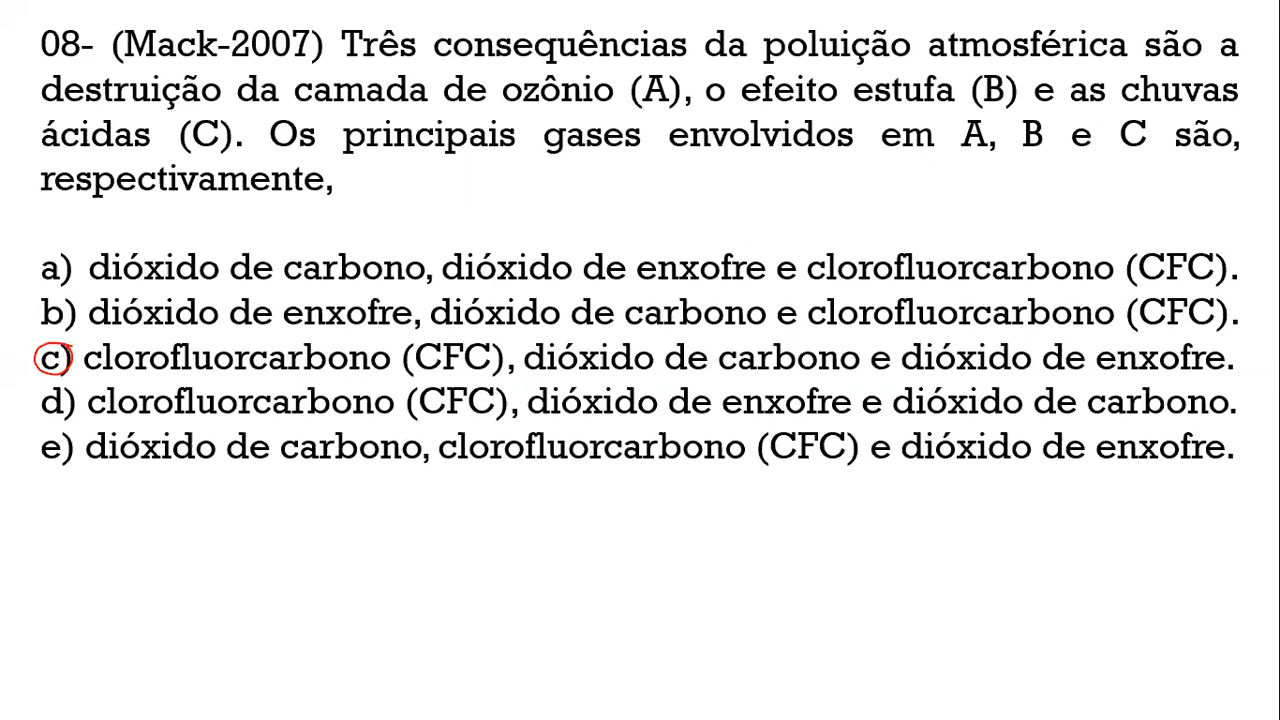 08- (Mack-2007) Três consequências da poluição atmosférica são a
destruição da camada de ozônio (A), o efeito estufa (B) e as chuvas
ácidas (C). Os principais gases envolvidos em A, B e C são,
respectivamente,
a) dióxido de carbono, dióxido de enxofre e clorofluorcarbono (CFC).
b) dióxido de enxofre, dióxido de carbono e clorofluorcarbono (CFC).
c) clorofluorcarbono (CFC), dióxido de carbono e dióxido de enxofre.
d) clorofluorcarbono (CFC), dióxido de enxofre e dióxido de carbono.
e) dióxido de carbono, clorofluorcarbono (CFC) e dióxido de enxofre.